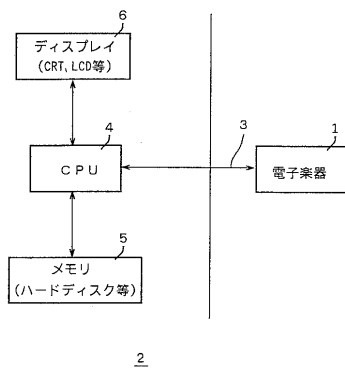 6
ディスプレイ
(CRT, LCD等)
4
CPU
3
1
電子楽器
5
メモリ
(ハードディスク等)
2